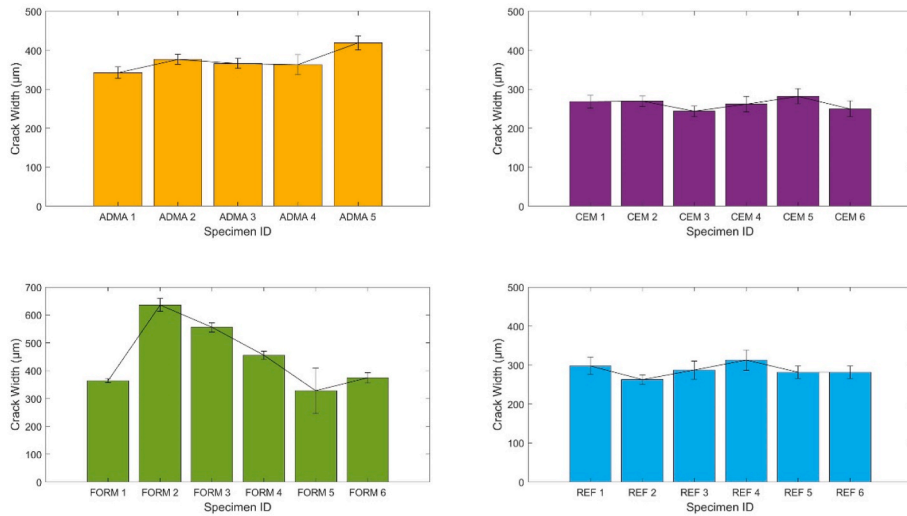 500
400
300
200
100
0
Crack Width (µm)
ADMA 1 ADMA 2 ADMA 3 ADMA 4 ADMA 5
Specimen ID
500
400
300
200
100
0
Crack Width (µm)
CEM 1 CEM 2 CEM 3 CEM 4 CEM 5 CEM 6
Specimen ID
700
600
500
400
300
200
100
0
Crack Width (µm)
FORM 1 FORM 2 FORM 3 FORM 4 FORM 5 FORM 6
Specimen ID
500
400
300
200
100
0
Crack Width (µm)
REF 1 REF 2 REF 3 REF 4 REF 5 REF 6
Specimen ID